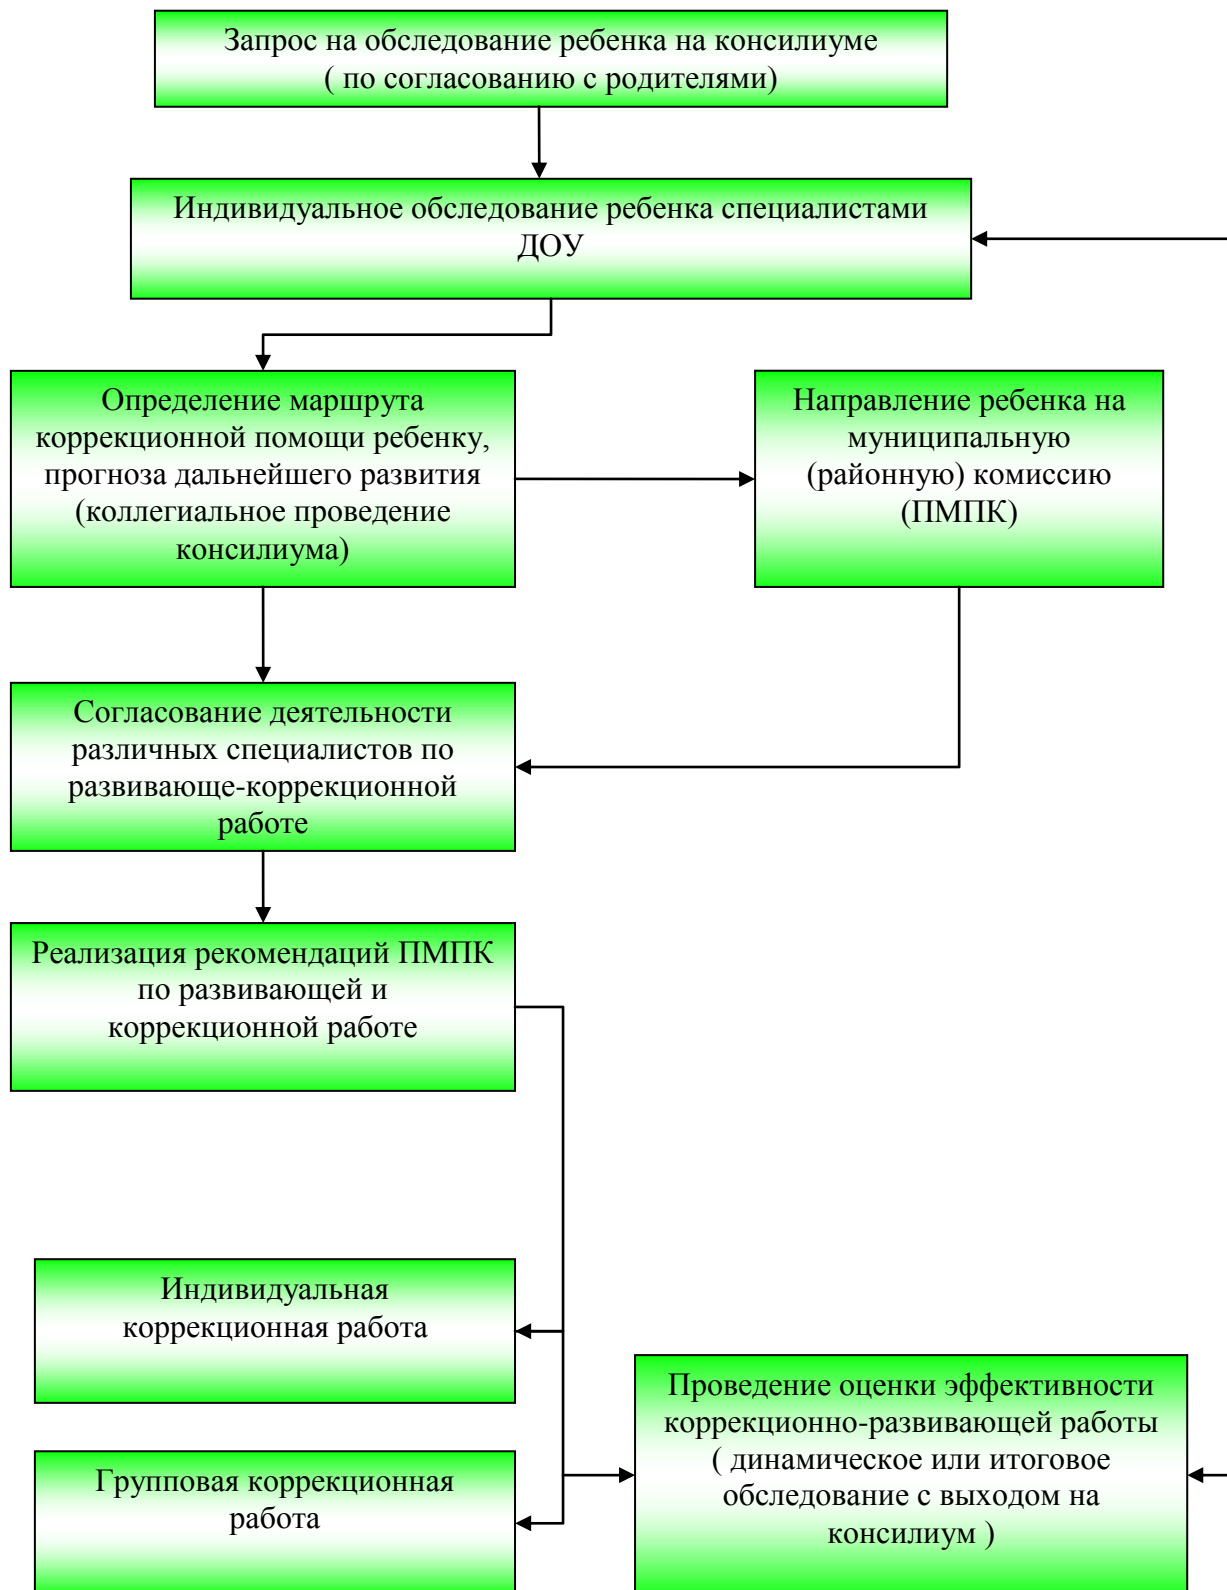 Запрос на обследование ребенка на консилиуме
( по согласованию с родителями)
Индивидуальное обследование ребенка специалистами
ДОУ
Определение маршрута
коррекционной помощи ребенку,
прогноза дальнейшего развития
(коллегиальное проведение
консилиума)
Направление ребенка на
муниципальную
(районную) комиссию
(ПМПК)
Согласование деятельности
различных специалистов по
развивающе-коррекционной
работе
Реализация рекомендаций ПМПК
по развивающей и
коррекционной работе
Индивидуальная
коррекционная работа
Проведение оценки эффективности
коррекционно-развивающей работы
( динамическое или итоговое
обследование с выходом на
консилиум )
Групповая коррекционная
работа